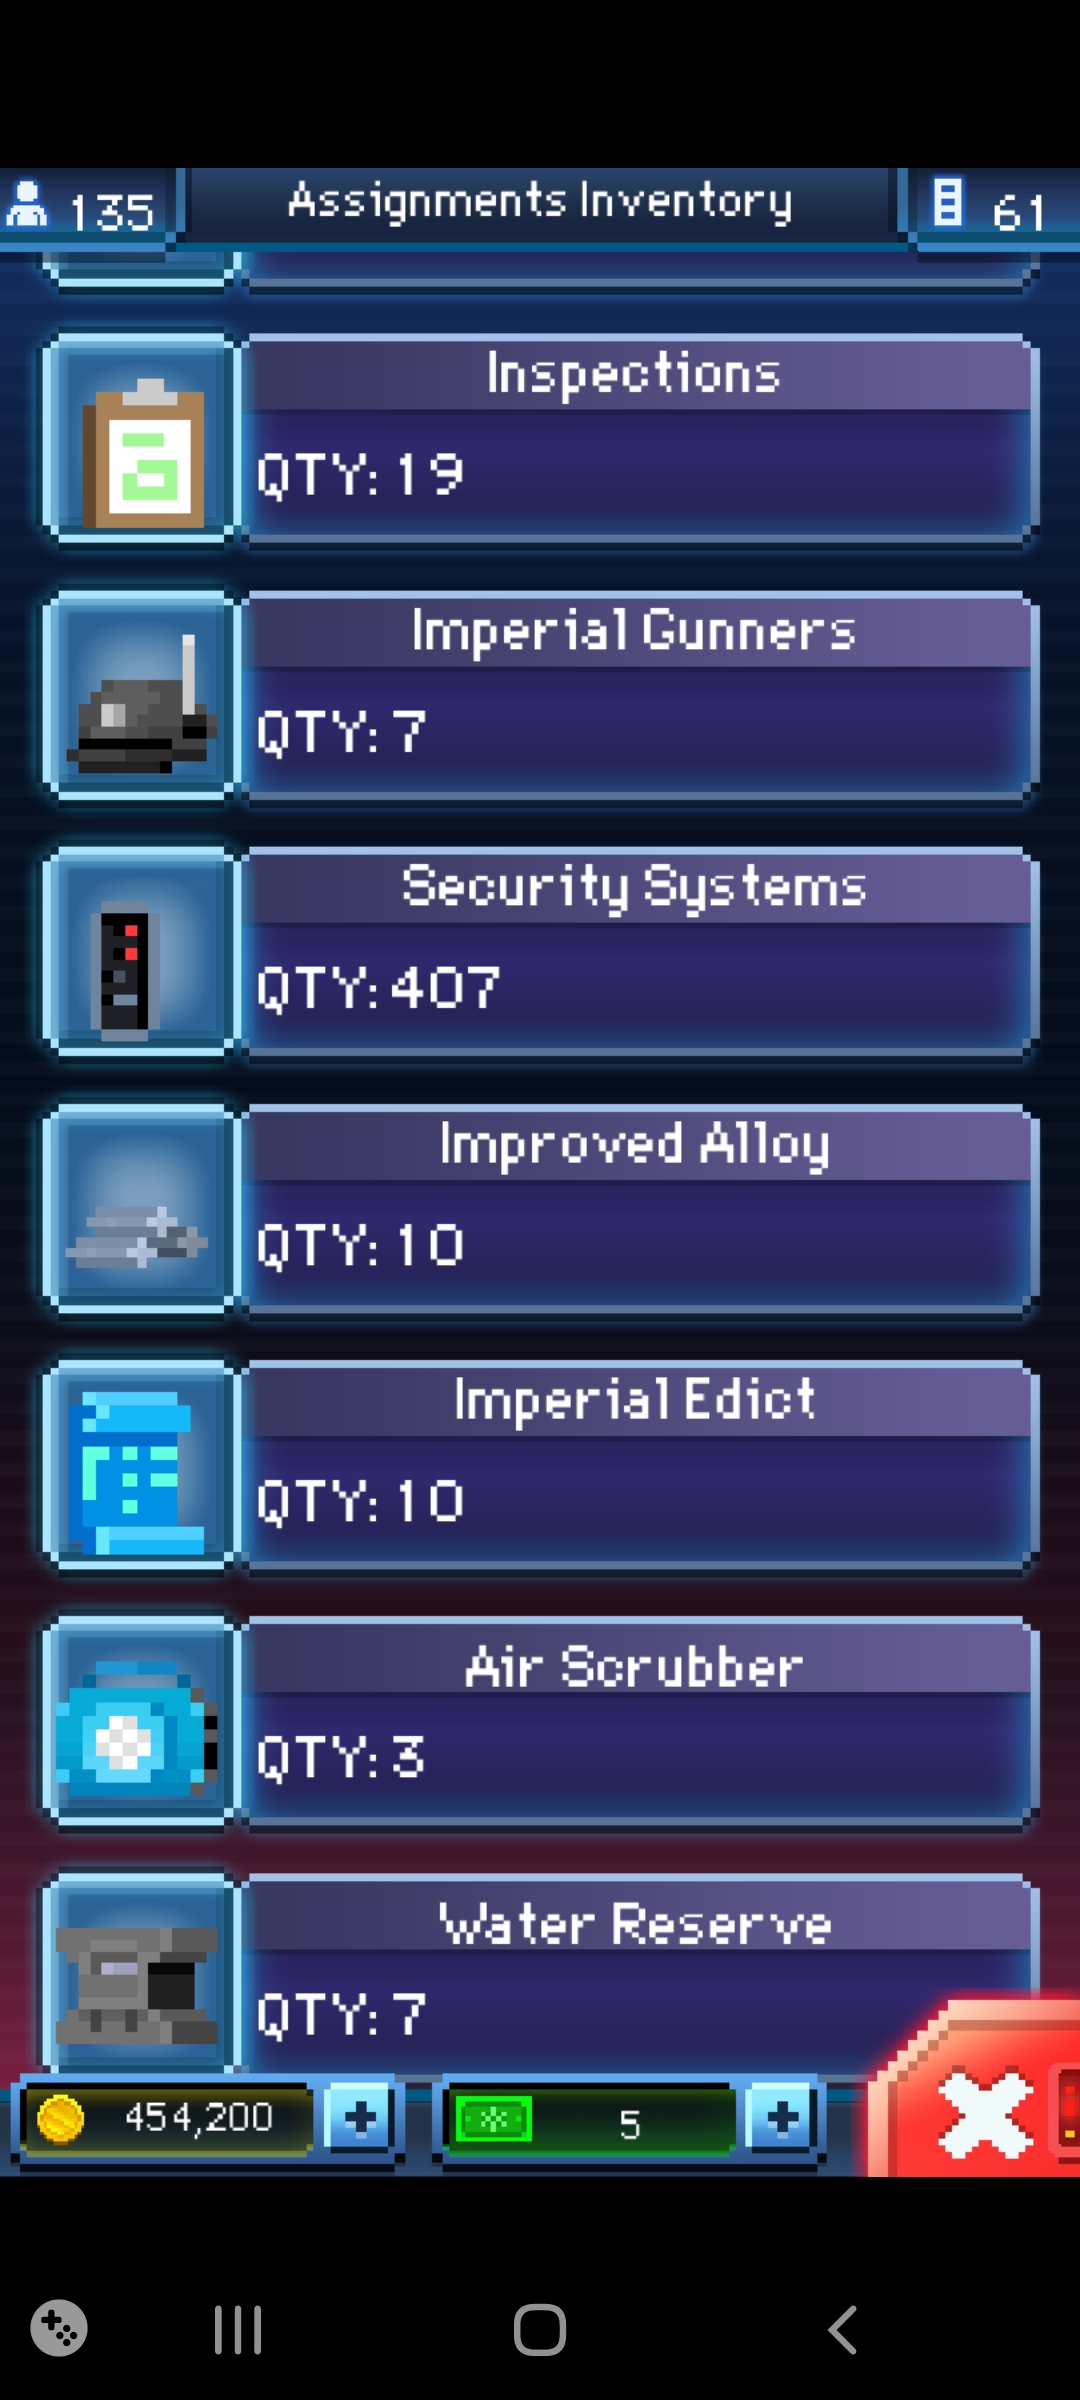 135
Assignments Inventory
61
Inspections
QTY: 19
Imperial Gunners
QTY: 7
Security Systems
QTY: 407
Improved Alloy
QTY: 10
Imperial Edict
QTY: 10
Air Scrubber
QTY: 3
Water Reserve
QTY: 7
454,200
5